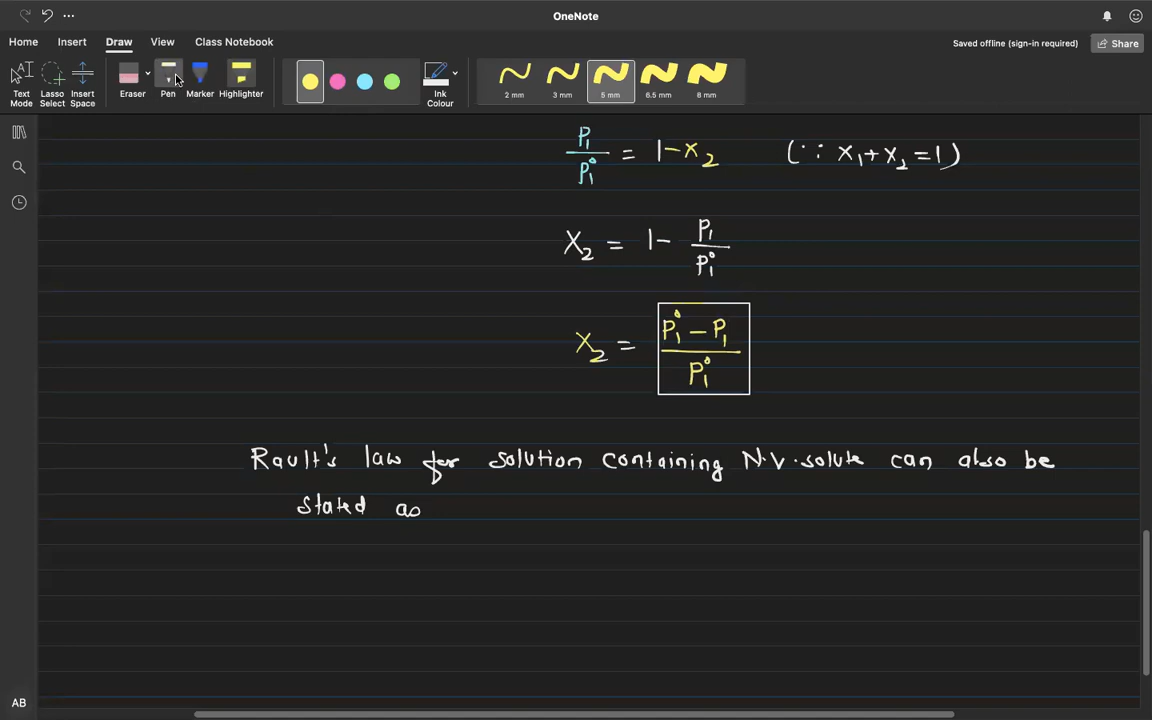 OneNote
Home Insert Draw View Class Notebook
Saved offline (sign-in required) Share
Text Mode
Lasso Select
Insert Space
Eraser
Pen
Marker
Highlighter
Ink Colour
2 mm
3 mm
5 mm
6.5 mm
8 mm
P₁/P₁° = 1-x₂ (∵ x₁+x₂=1)
x₂ = 1- P₁/P₁°
x₂ = (P₁°-P₁)/P₁°
Rault's law for solution containing N.V.solute can also be
stated as
AB